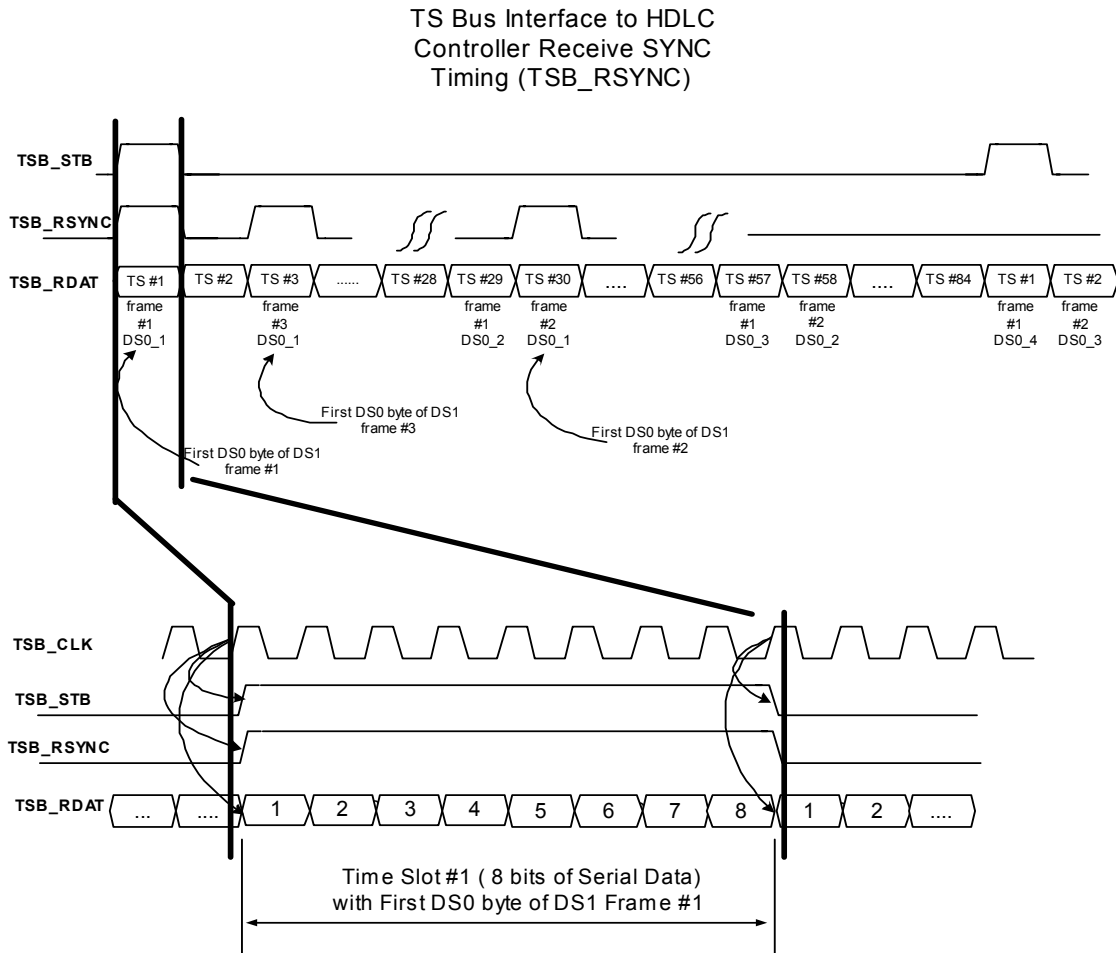 TS Bus Interface to HDLC
Controller Receive SYNC
Timing (TSB_RSYNC)
TSB_STB
TSB_RSYNC
TSB_RDAT
TS #1 TS #2 TS #3 ...... TS #28 TS #29 TS #30 .... TS #56 TS #57 TS #58 .... TS #84 TS #1 TS #2
frame
#1
DS0_1
frame
#3
DS0_1
frame
#1
DS0_2
frame
#2
DS0_1
frame
#1
DS0_3
frame
#2
DS0_2
frame
#1
DS0_4
frame
#2
DS0_3
First DS0 byte of DS1
frame #3
First DS0 byte of DS1
frame #2
First DS0 byte of DS1
frame #1
TSB_CLK
TSB_STB
TSB_RSYNC
TSB_RDAT
... .... 1 2 3 4 5 6 7 8 1 2 ....
Time Slot #1 ( 8 bits of Serial Data)
with First DS0 byte of DS1 Frame #1